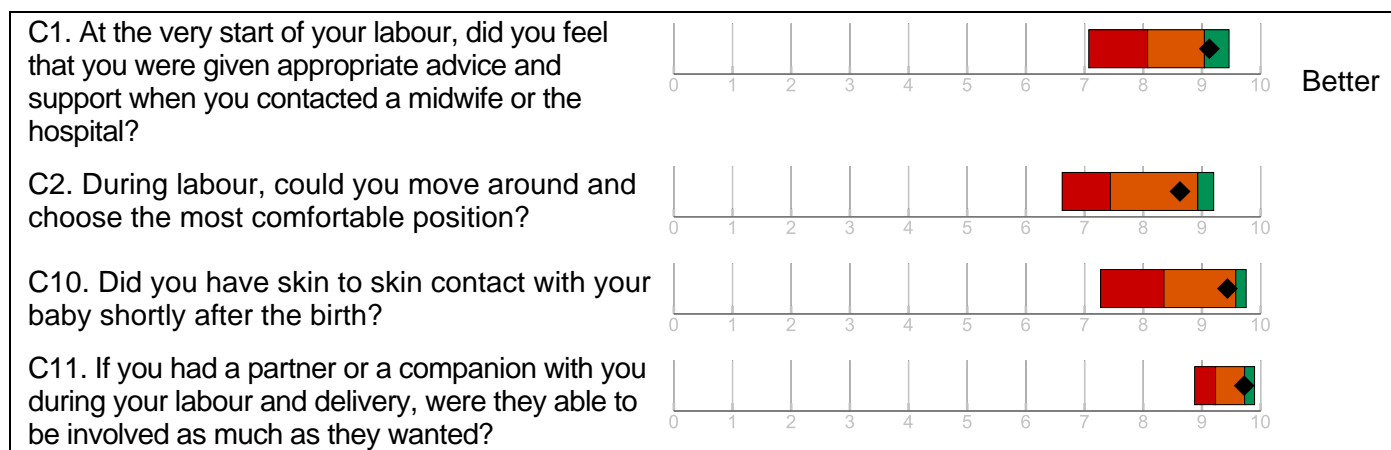 C1. At the very start of your labour, did you feel
that you were given appropriate advice and
support when you contacted a midwife or the
hospital?
0 1 2 3 4 5 6 7 8 9 10
Better
C2. During labour, could you move around and
choose the most comfortable position?
0 1 2 3 4 5 6 7 8 9 10
C10. Did you have skin to skin contact with your
baby shortly after the birth?
0 1 2 3 4 5 6 7 8 9 10
C11. If you had a partner or a companion with you
during your labour and delivery, were they able to
be involved as much as they wanted?
0 1 2 3 4 5 6 7 8 9 10